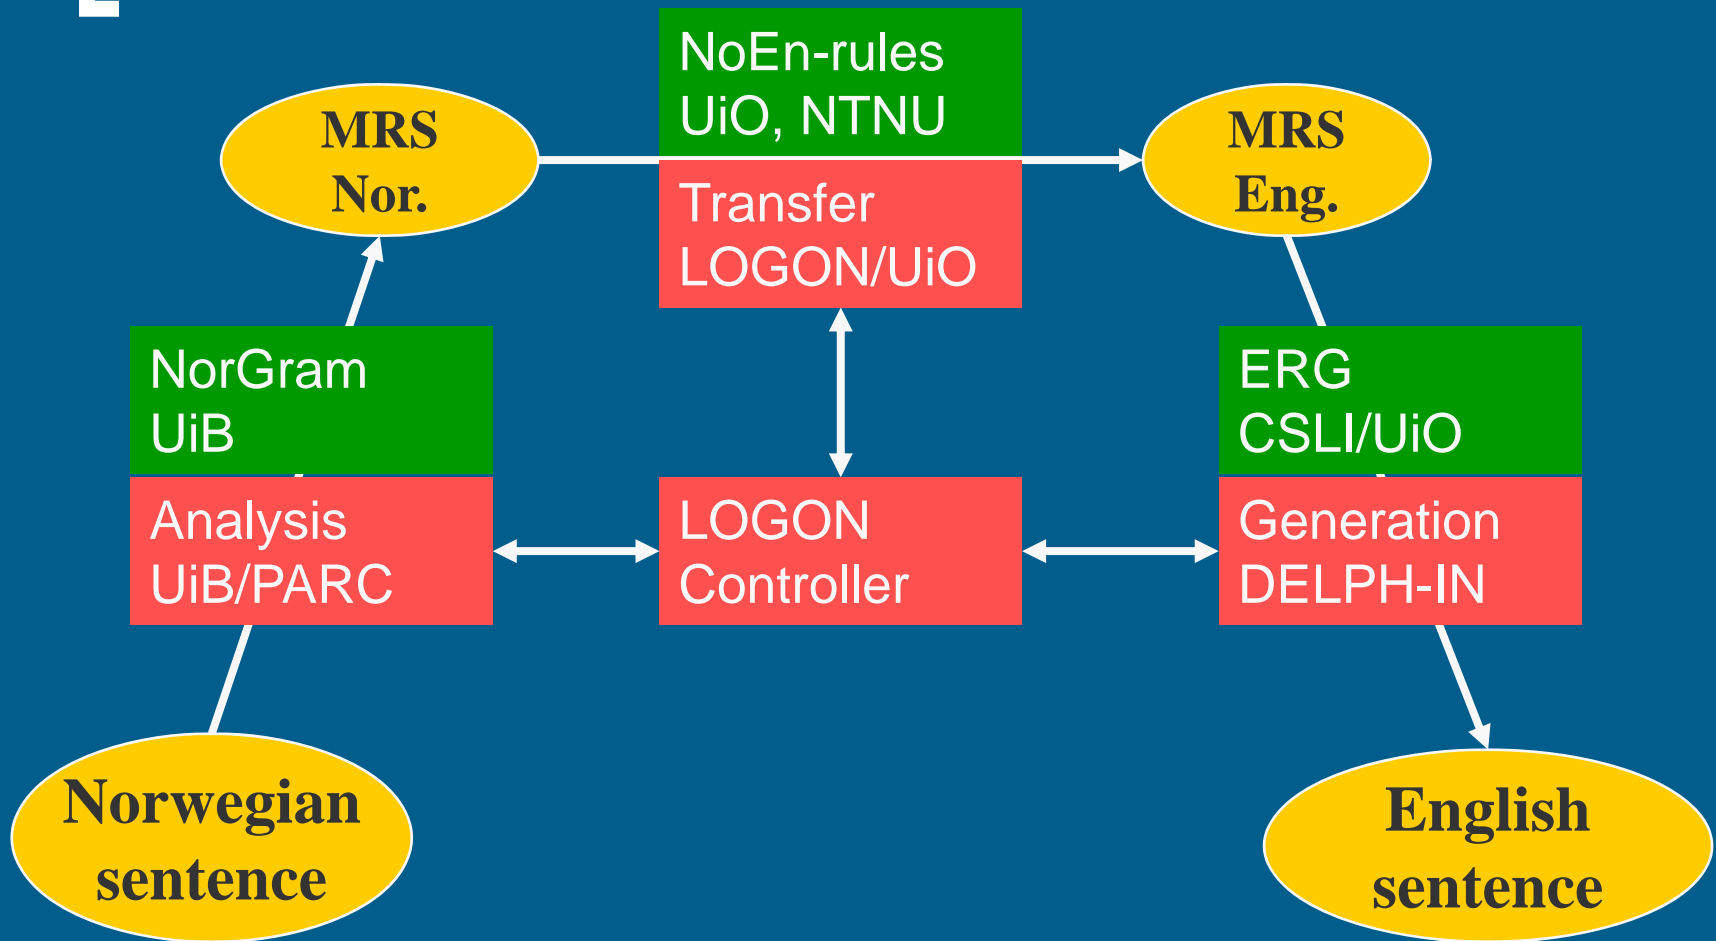 NoEn-rules
UiO, NTNU
MRS
Nor.
MRS
Eng.
Transfer
LOGON/UiO
NorGram
UiB
ERG
CSLI/UiO
Analysis
UiB/PARC
LOGON
Controller
Generation
DELPH-IN
Norwegian
sentence
English
sentence